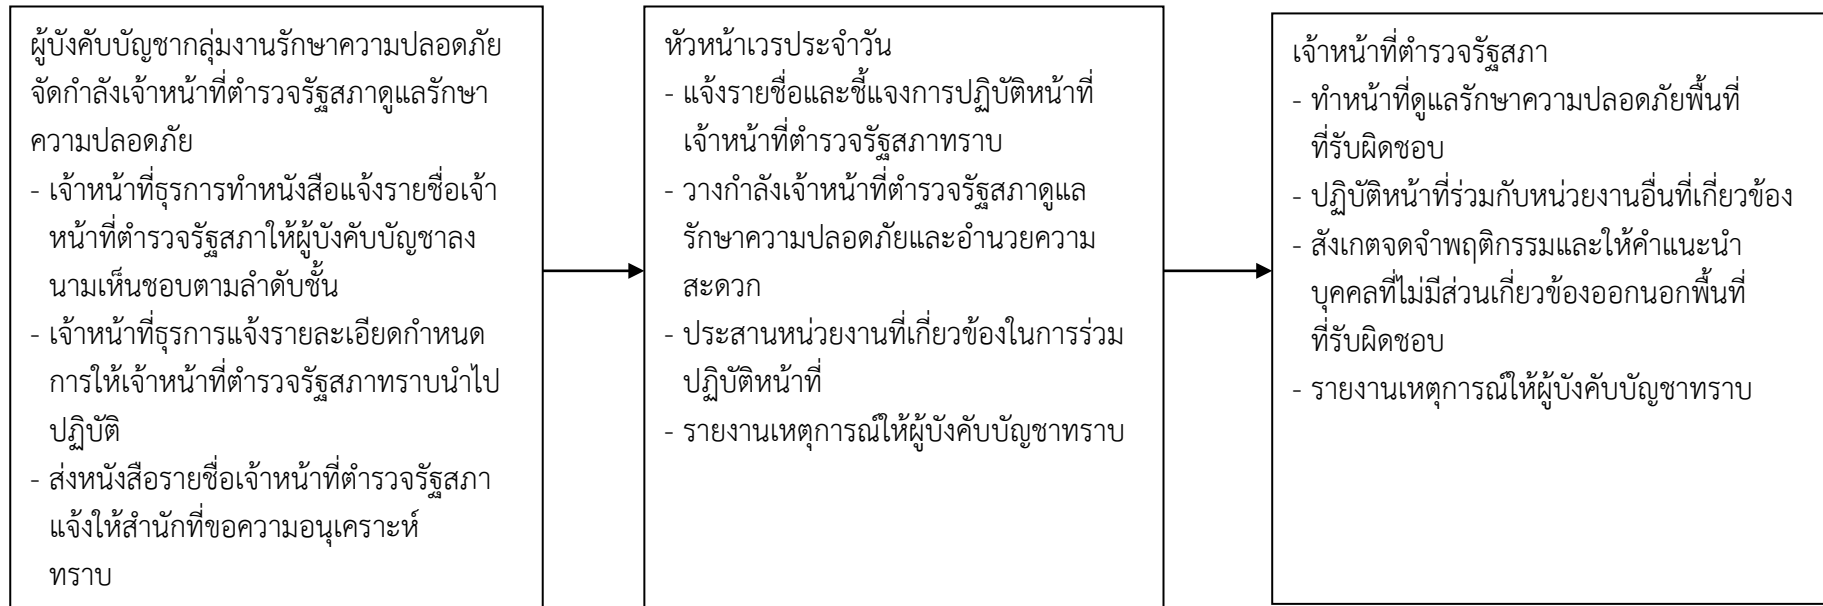 ผู้บังคับบัญชากลุ่มงานรักษาความปลอดภัย
จัดกำลังเจ้าหน้าที่ตำรวจรัฐสภาดูแลรักษา
ความปลอดภัย
- เจ้าหน้าที่ธุรการทำหนังสือแจ้งรายชื่อเจ้า
หน้าที่ตำรวจรัฐสภาให้ผู้บังคับบัญชาลง
นามเห็นชอบตามลำดับชั้น
- เจ้าหน้าที่ธุรการแจ้งรายละเอียดกำหนด
การให้เจ้าหน้าที่ตำรวจรัฐสภาทราบนำไป
ปฏิบัติ
- ส่งหนังสือรายชื่อเจ้าหน้าที่ตำรวจรัฐสภา
แจ้งให้สำนักที่ขอความอนุเคราะห์
ทราบ
หัวหน้าเวรประจำวัน
- แจ้งรายชื่อและชี้แจงการปฏิบัติหน้าที่
เจ้าหน้าที่ตำรวจรัฐสภาทราบ
- วางกำลังเจ้าหน้าที่ตำรวจรัฐสภาดูแล
รักษาความปลอดภัยและอำนวยความ
สะดวก
- ประสานหน่วยงานที่เกี่ยวข้องในการร่วม
ปฏิบัติหน้าที่
- รายงานเหตุการณ์ให้ผู้บังคับบัญชาทราบ
เจ้าหน้าที่ตำรวจรัฐสภา
- ทำหน้าที่ดูแลรักษาความปลอดภัยพื้นที่
ที่รับผิดชอบ
- ปฏิบัติหน้าที่ร่วมกับหน่วยงานอื่นที่เกี่ยวข้อง
- สังเกตจดจำพฤติกรรมและให้คำแนะนำ
บุคคลที่ไม่มีส่วนเกี่ยวข้องออกนอกพื้นที่
ที่รับผิดชอบ
- รายงานเหตุการณ์ให้ผู้บังคับบัญชาทราบ